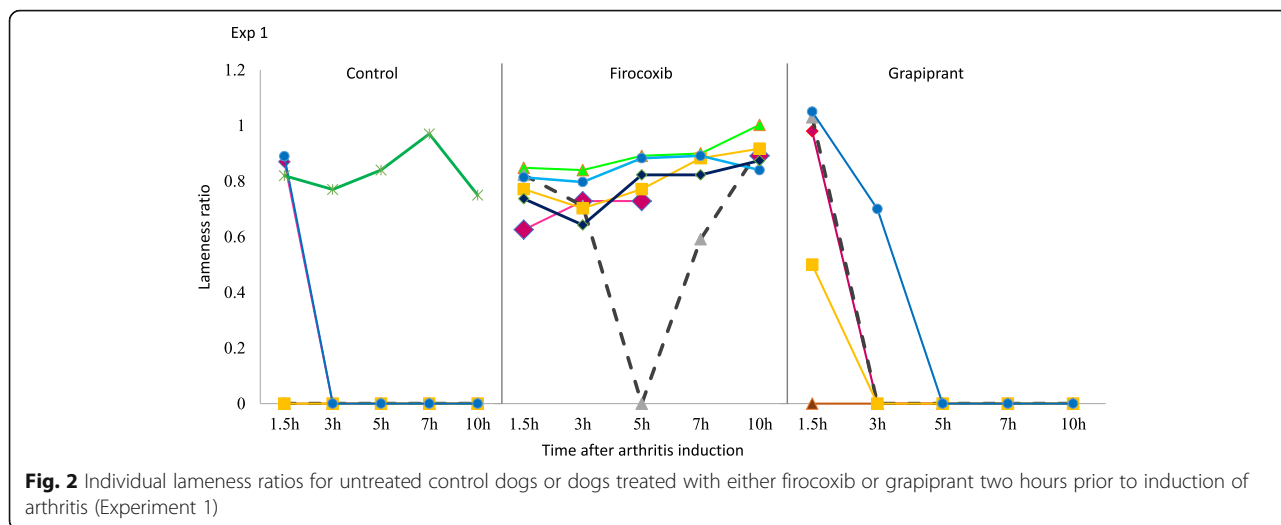 Exp 1
Control
Firocoxib
Grapiprant
Lameness ratio
1.2
1
0.8
0.6
0.4
0.2
0
1.5h 3h 5h 7h 10h
1.5h 3h 5h 7h 10h
1.5h 3h 5h 7h 10h
Time after arthritis induction
Fig. 2 Individual lameness ratios for untreated control dogs or dogs treated with either firocoxib or grapiprant two hours prior to induction of
arthritis (Experiment 1)